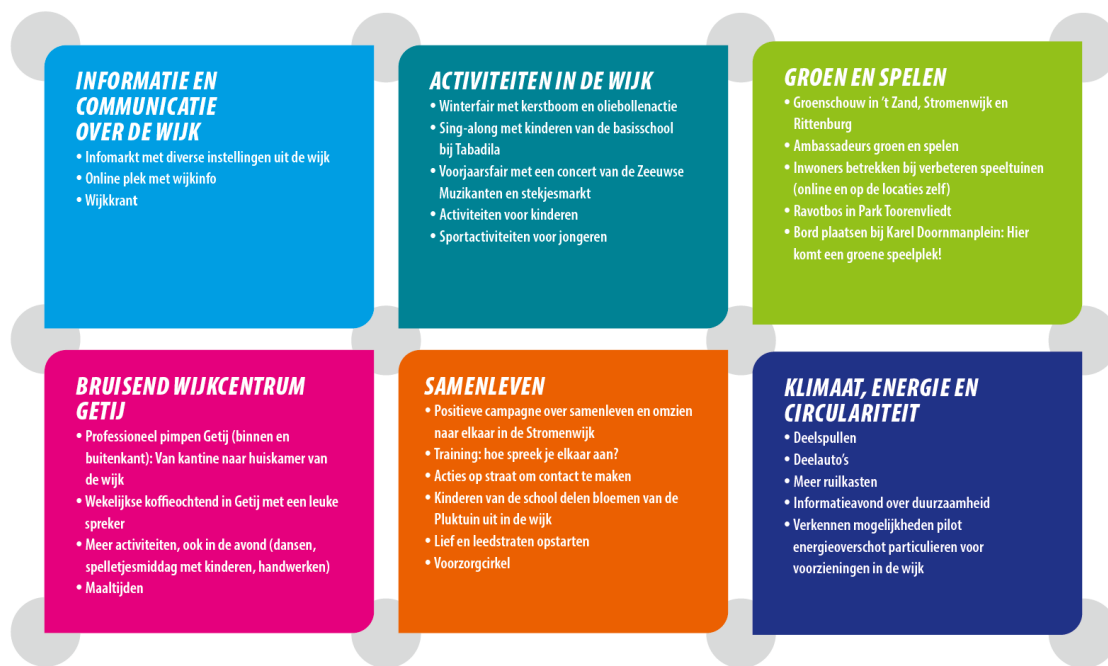 INFORMATIE EN
COMMUNICATIE
OVER DE WIJK
• Infomarkt met diverse instellingen uit de wijk
• Online plek met wijkinfo
• Wijkkrant
ACTIVITEITEN IN DE WIJK
• Winterfair met kerstboom en oliebollenactie
• Sing-along met kinderen van de basisschool
bij Tabadila
• Voorjaarsfair met een concert van de Zeeuwse
Muzikanten en stekjesmarkt
• Activiteiten voor kinderen
• Sportactiviteiten voor jongeren
GROEN EN SPELEN
• Groenschouw in 't Zand, Stromenwijk en
Rittenburg
• Ambassadeurs groen en spelen
• Inwoners betrekken bij verbeteren speeltuinen
(online en op de locaties zelf)
• Ravotbos in Park Toorenvliedt
• Bord plaatsen bij Karel Doornmanplein: Hier
komt een groene speelplek!
BRUISEND WIJKCENTRUM
GETIJ
• Professioneel pimpen Getij (binnen en
buitenkant): Van kantine naar huiskamer van
de wijk
• Wekelijkse koffieochtend in Getij met een leuke
spreker
• Meer activiteiten, ook in de avond (dansen,
spelletjesmiddag met kinderen, handwerken)
• Maaltijden
SAMENLEVEN
• Positieve campagne over samenleven en omzien
naar elkaar in de Stromenwijk
• Training: hoe spreek je elkaar aan?
• Acties op straat om contact te maken
• Kinderen van de school delen bloemen van de
Pluktuin uit in de wijk
• Lief en leedstraten opstarten
• Voorzorgcirkel
KLIMAAT, ENERGIE EN
CIRCULARITEIT
• Deelspullen
• Deelauto's
• Meer ruilkasten
• Informatieavond over duurzaamheid
• Verkennen mogelijkheden pilot
energieoverschot particulieren voor
voorzieningen in de wijk